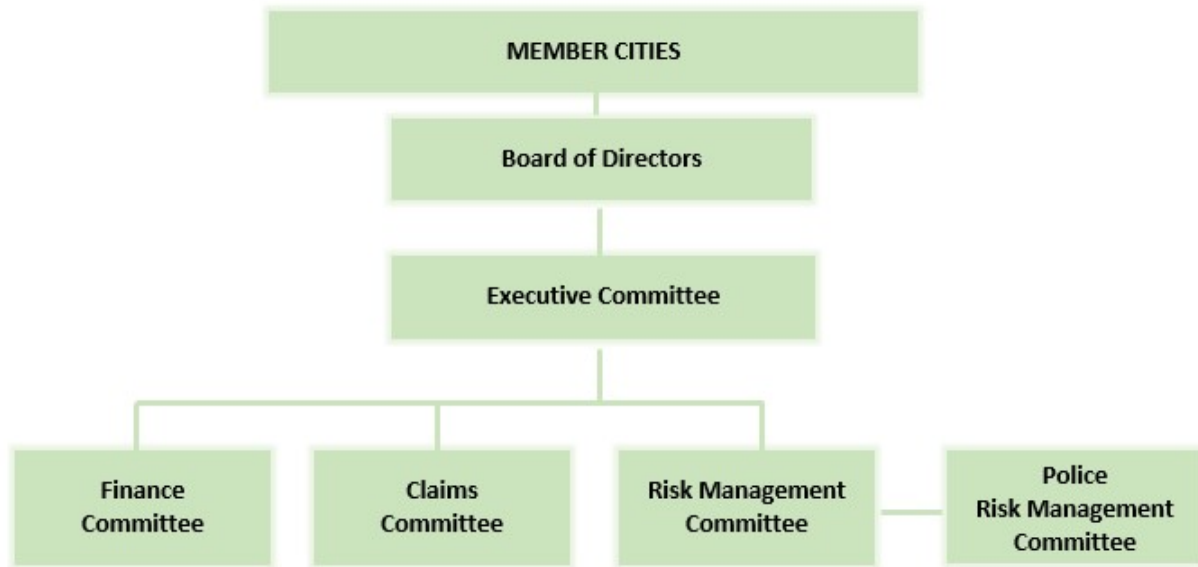 MEMBER CITIES
Board of Directors
Executive Committee
Finance
Committee
Claims
Committee
Risk Management
Committee
Police
Risk Management
Committee